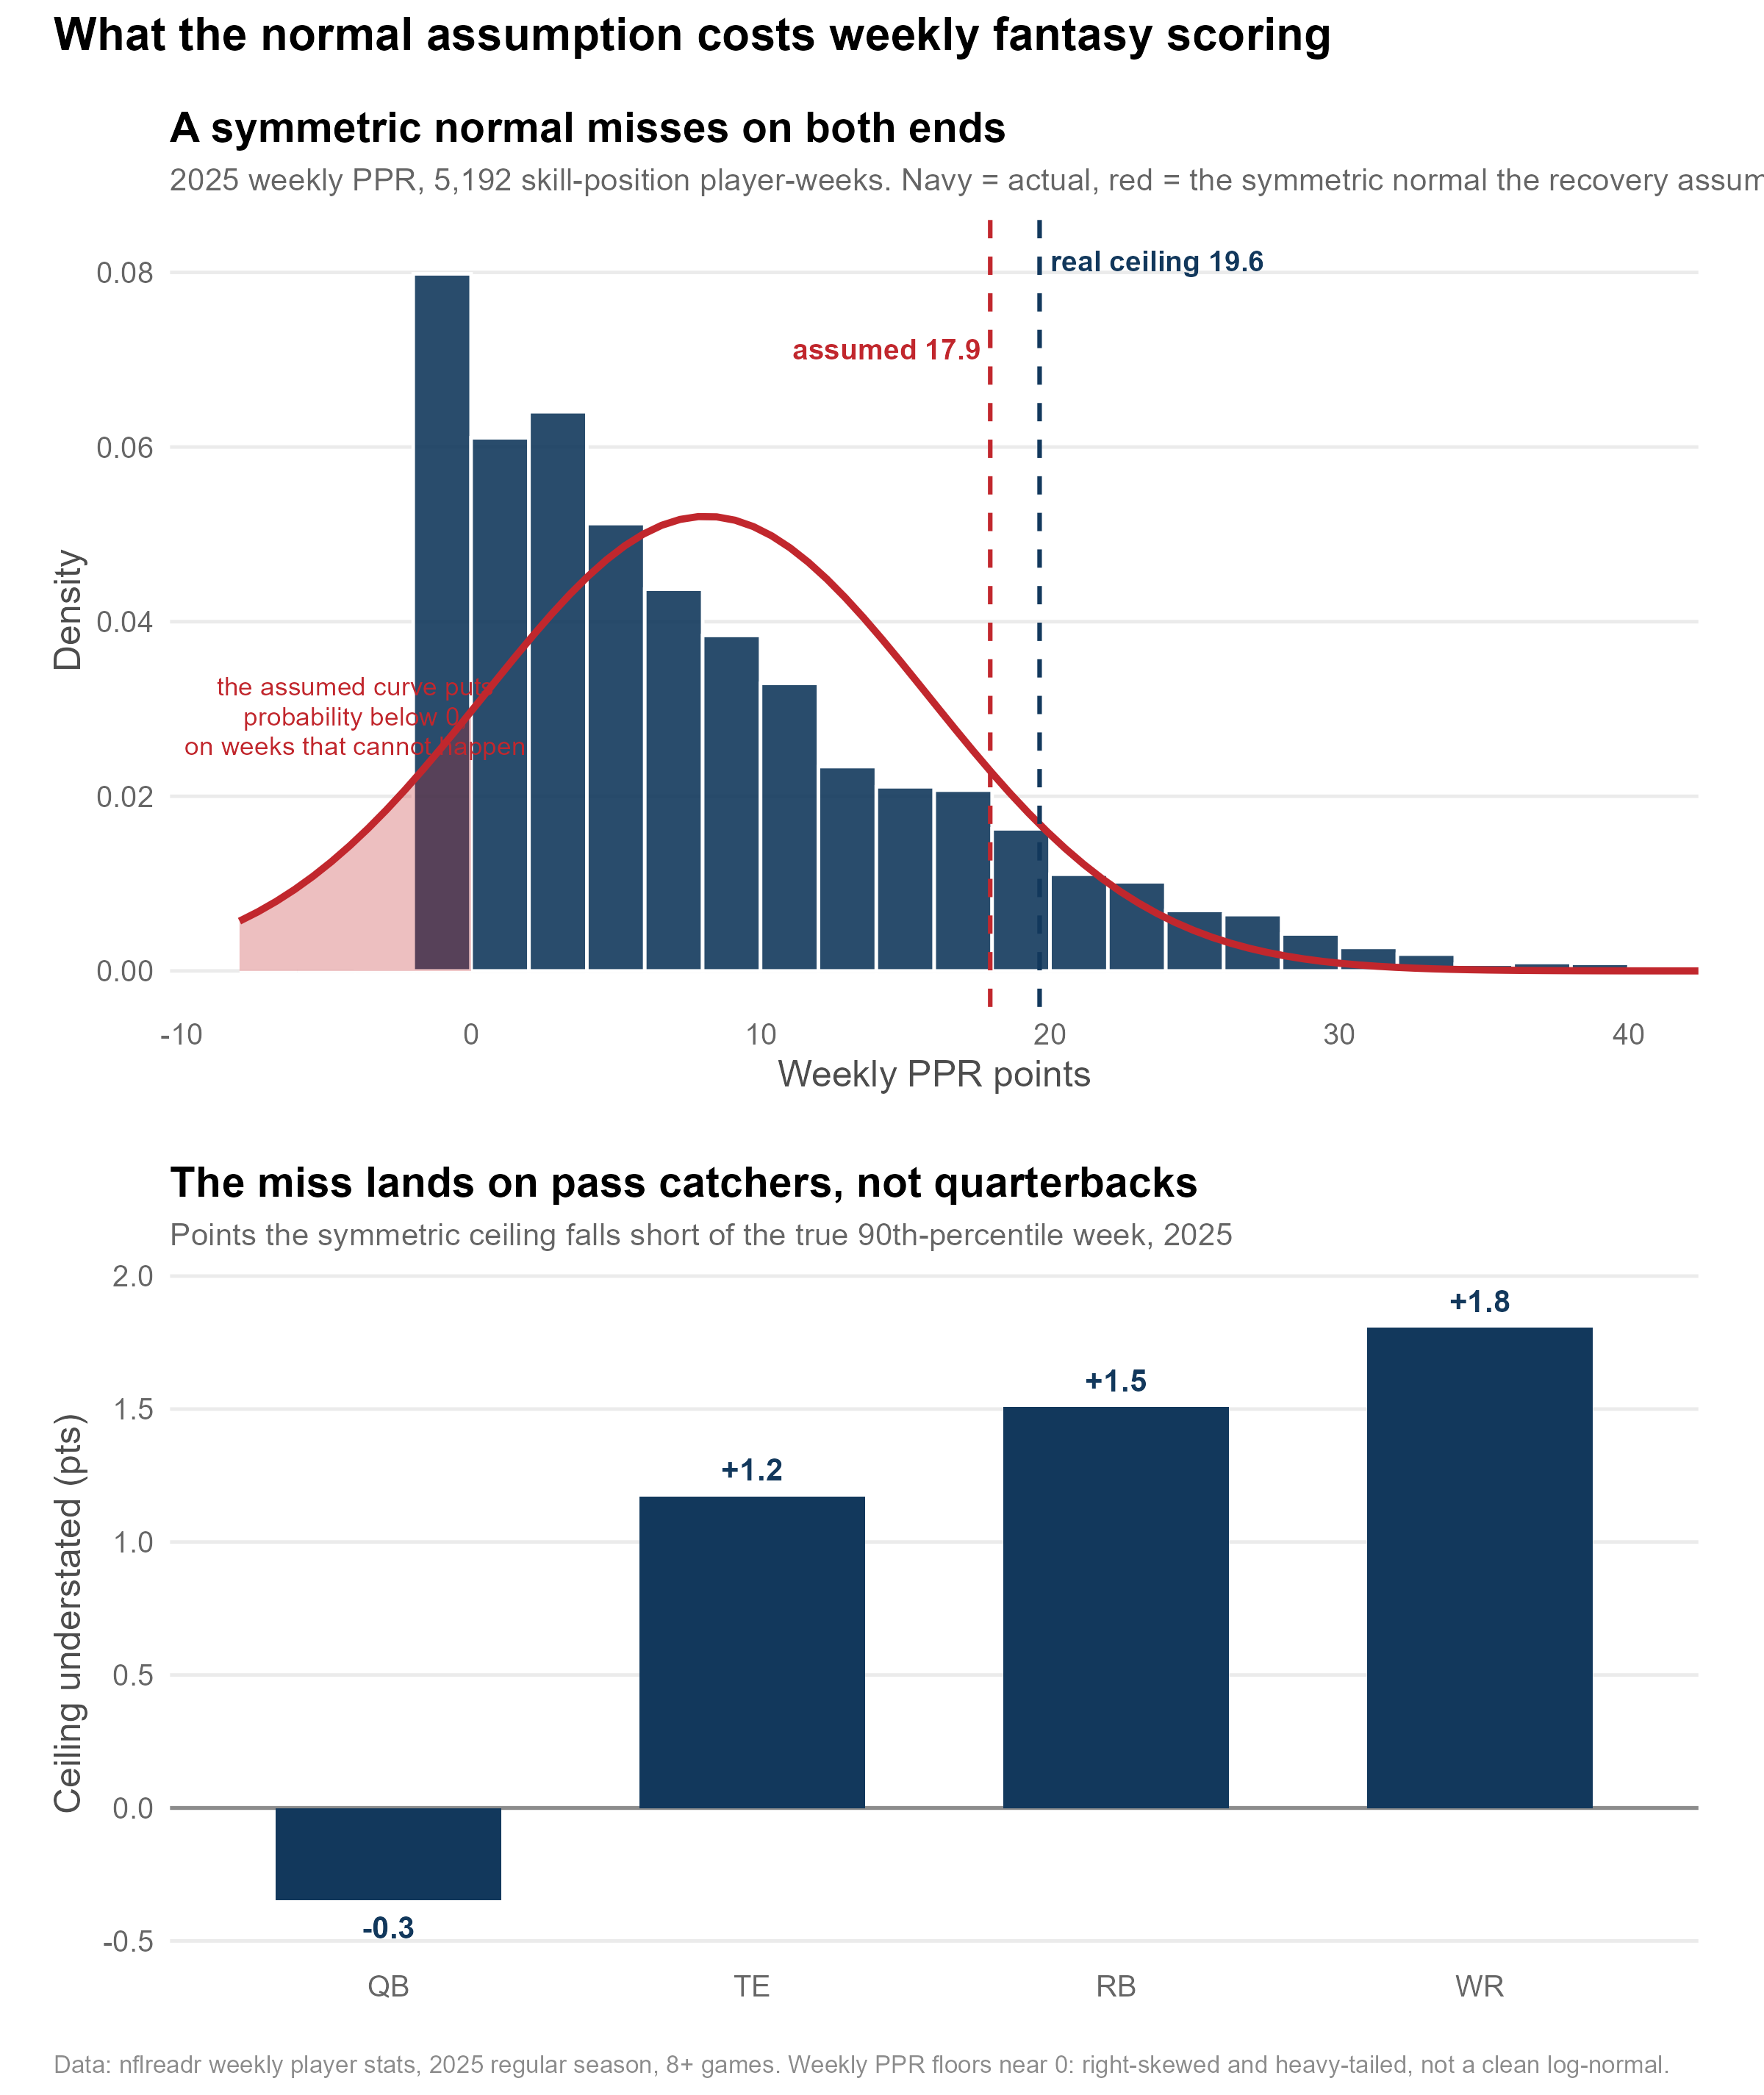 What the normal assumption costs weekly fantasy scoring
A symmetric normal misses on both ends
2025 weekly PPR, 5,192 skill-position player-weeks. Navy = actual, red = the symmetric normal the recovery assum
real ceiling 19.6
assumed 17.9
0.08
0.06
0.04
0.02
0.00
Density
the assumed curve puts
probability below 0,
on weeks that cannot happen
-10 0 10 20 30 40
Weekly PPR points
The miss lands on pass catchers, not quarterbacks
Points the symmetric ceiling falls short of the true 90th-percentile week, 2025
2.0
1.5
1.0
0.5
0.0
-0.5
Ceiling understated (pts)
-0.3
+1.2
+1.5
+1.8
QB TE RB WR
Data: nflreadr weekly player stats, 2025 regular season, 8+ games. Weekly PPR floors near 0: right-skewed and heavy-tailed, not a clean log-normal.